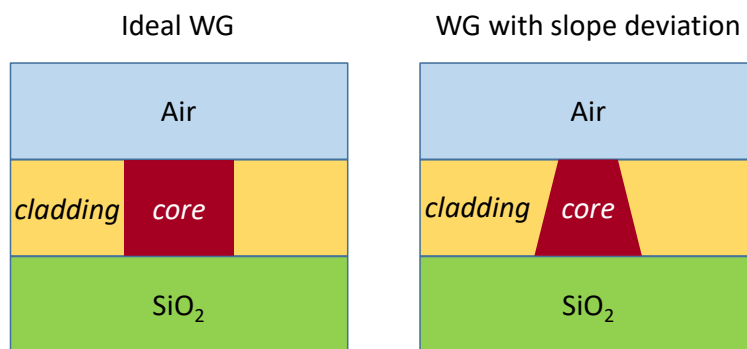 Ideal WG
Air
cladding core
SiO₂
WG with slope deviation
Air
cladding core
SiO₂